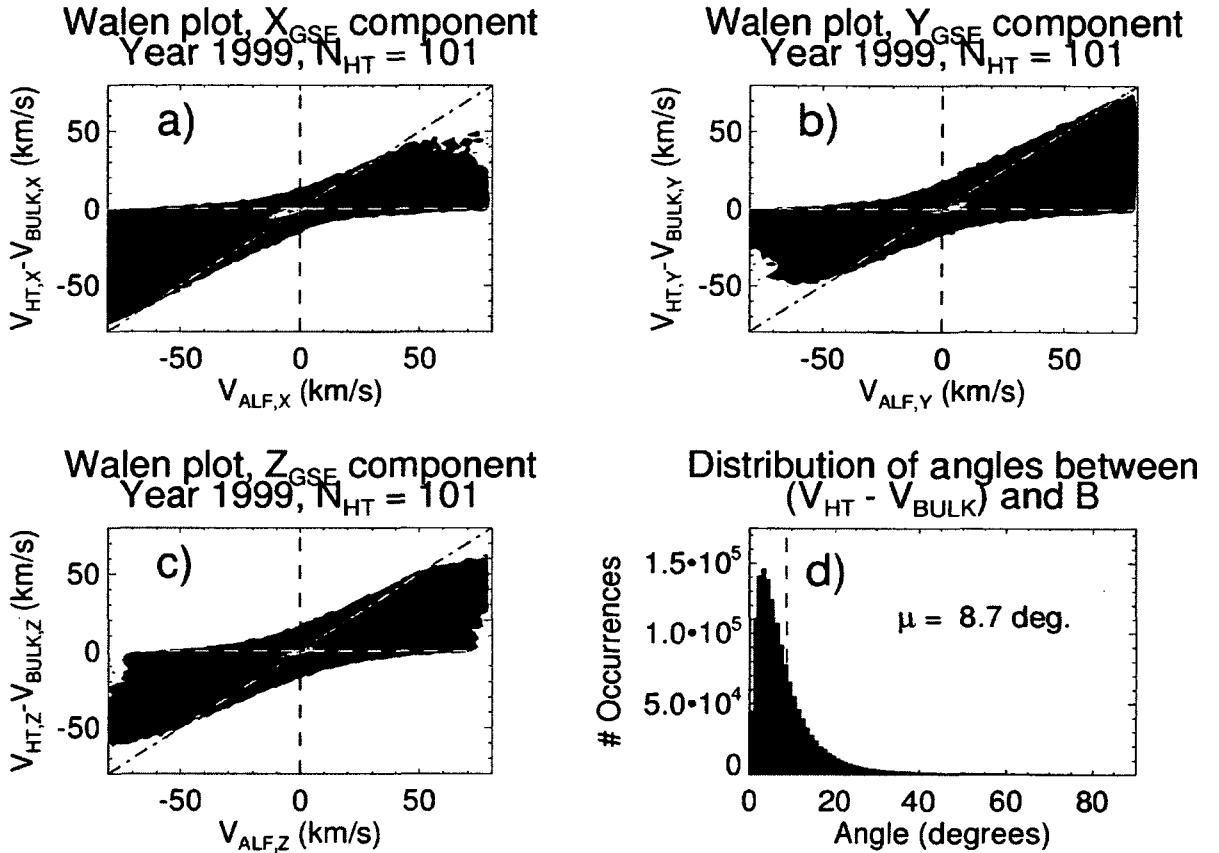 Walen plot, X_GSE component
Year 1999, N_HT = 101
a)
V_HT,X-V_BULK,X (km/s)
50
0
-50
-50 0 50
V_ALF,X (km/s)
Walen plot, Y_GSE component
Year 1999, N_HT = 101
b)
V_HT,Y-V_BULK,Y (km/s)
50
0
-50
-50 0 50
V_ALF,Y (km/s)
Walen plot, Z_GSE component
Year 1999, N_HT = 101
c)
V_HT,Z-V_BULK,Z (km/s)
50
0
-50
-50 0 50
V_ALF,Z (km/s)
Distribution of angles between
(V_HT - V_BULK) and B
d)
μ = 8.7 deg.
# Occurrences
1.5•10^5
1.0•10^5
5.0•10^4
0
0 20 40 60 80
Angle (degrees)